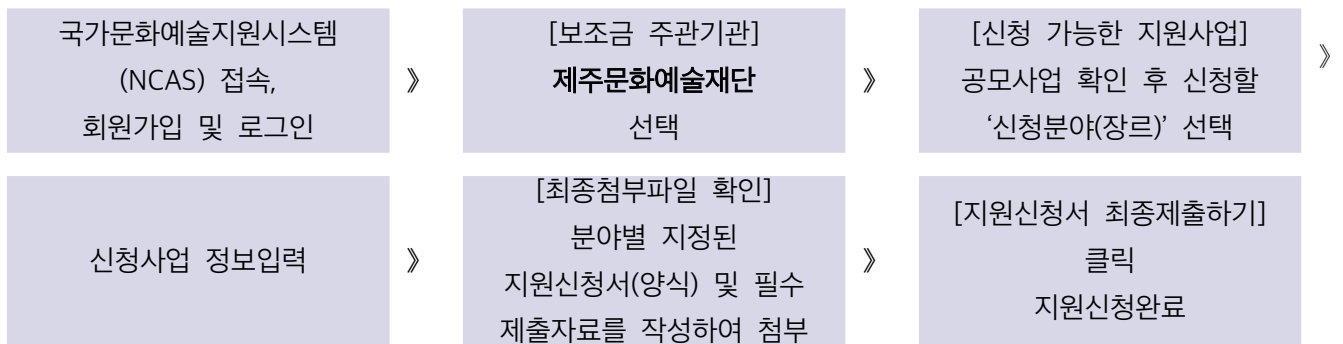 국가문화예술지원시스템
(NCAS) 접속,
회원가입 및 로그인
》
[보조금 주관기관]
제주문화예술재단
선택
》
[신청 가능한 지원사업]
공모사업 확인 후 신청할
‘신청분야(장르)’ 선택
》
신청사업 정보입력
》
[최종첨부파일 확인]
분야별 지정된
지원신청서(양식) 및 필수
제출자료를 작성하여 첨부
》
[지원신청서 최종제출하기]
클릭
지원신청완료